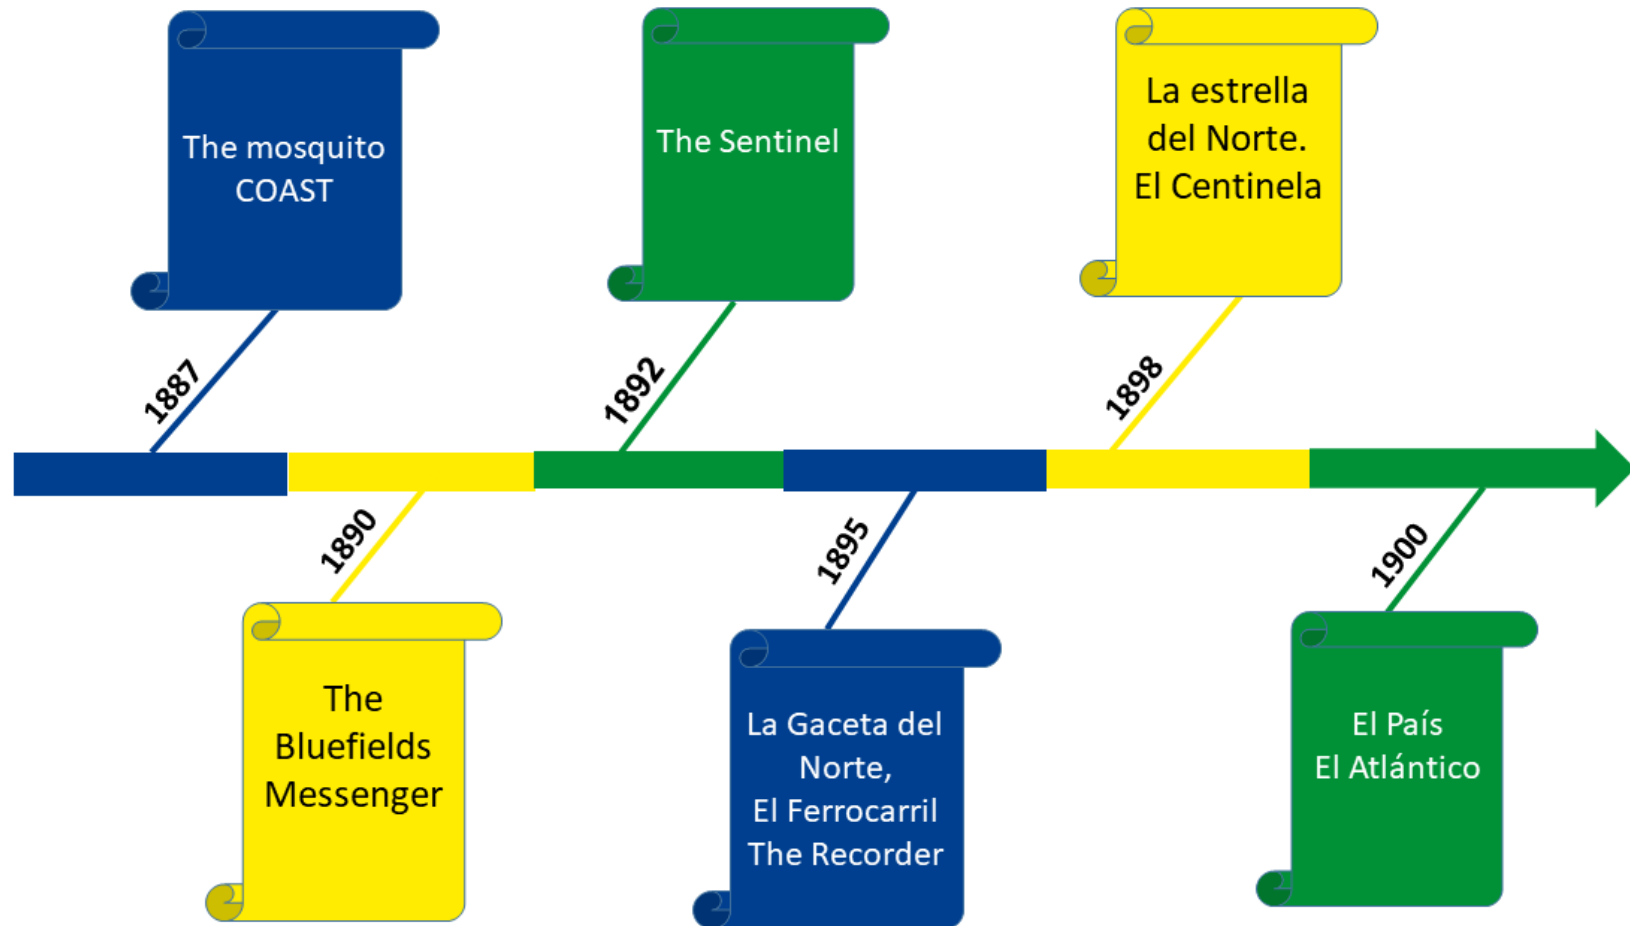 The mosquito
COAST
1887
The
Bluefields
Messenger
1890
The Sentinel
1892
La Gaceta del
Norte,
El Ferrocarril
The Recorder
1895
La estrella
del Norte.
El Centinela
1898
El País
El Atlántico
1900